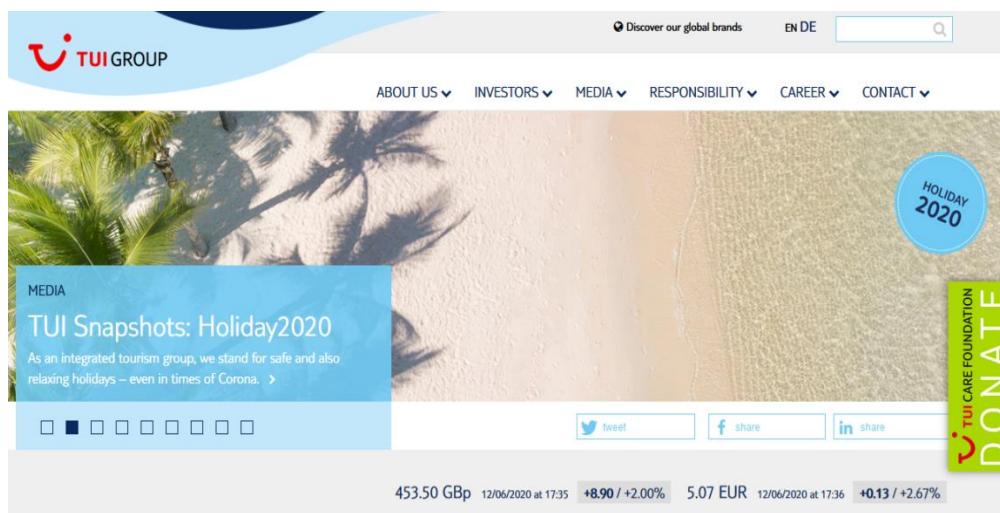 Discover our global brands EN DE
TUI GROUP
ABOUT US INVESTORS MEDIA RESPONSIBILITY CAREER CONTACT
HOLIDAY
2020
MEDIA
TUI Snapshots: Holiday2020
As an integrated tourism group, we stand for safe and also
relaxing holidays – even in times of Corona. >
TUI CARE FOUNDATION
DONATE
tweet share share
453.50 GBp 12/06/2020 at 17:35 +8.90 / +2.00% 5.07 EUR 12/06/2020 at 17:36 +0.13 / +2.67%